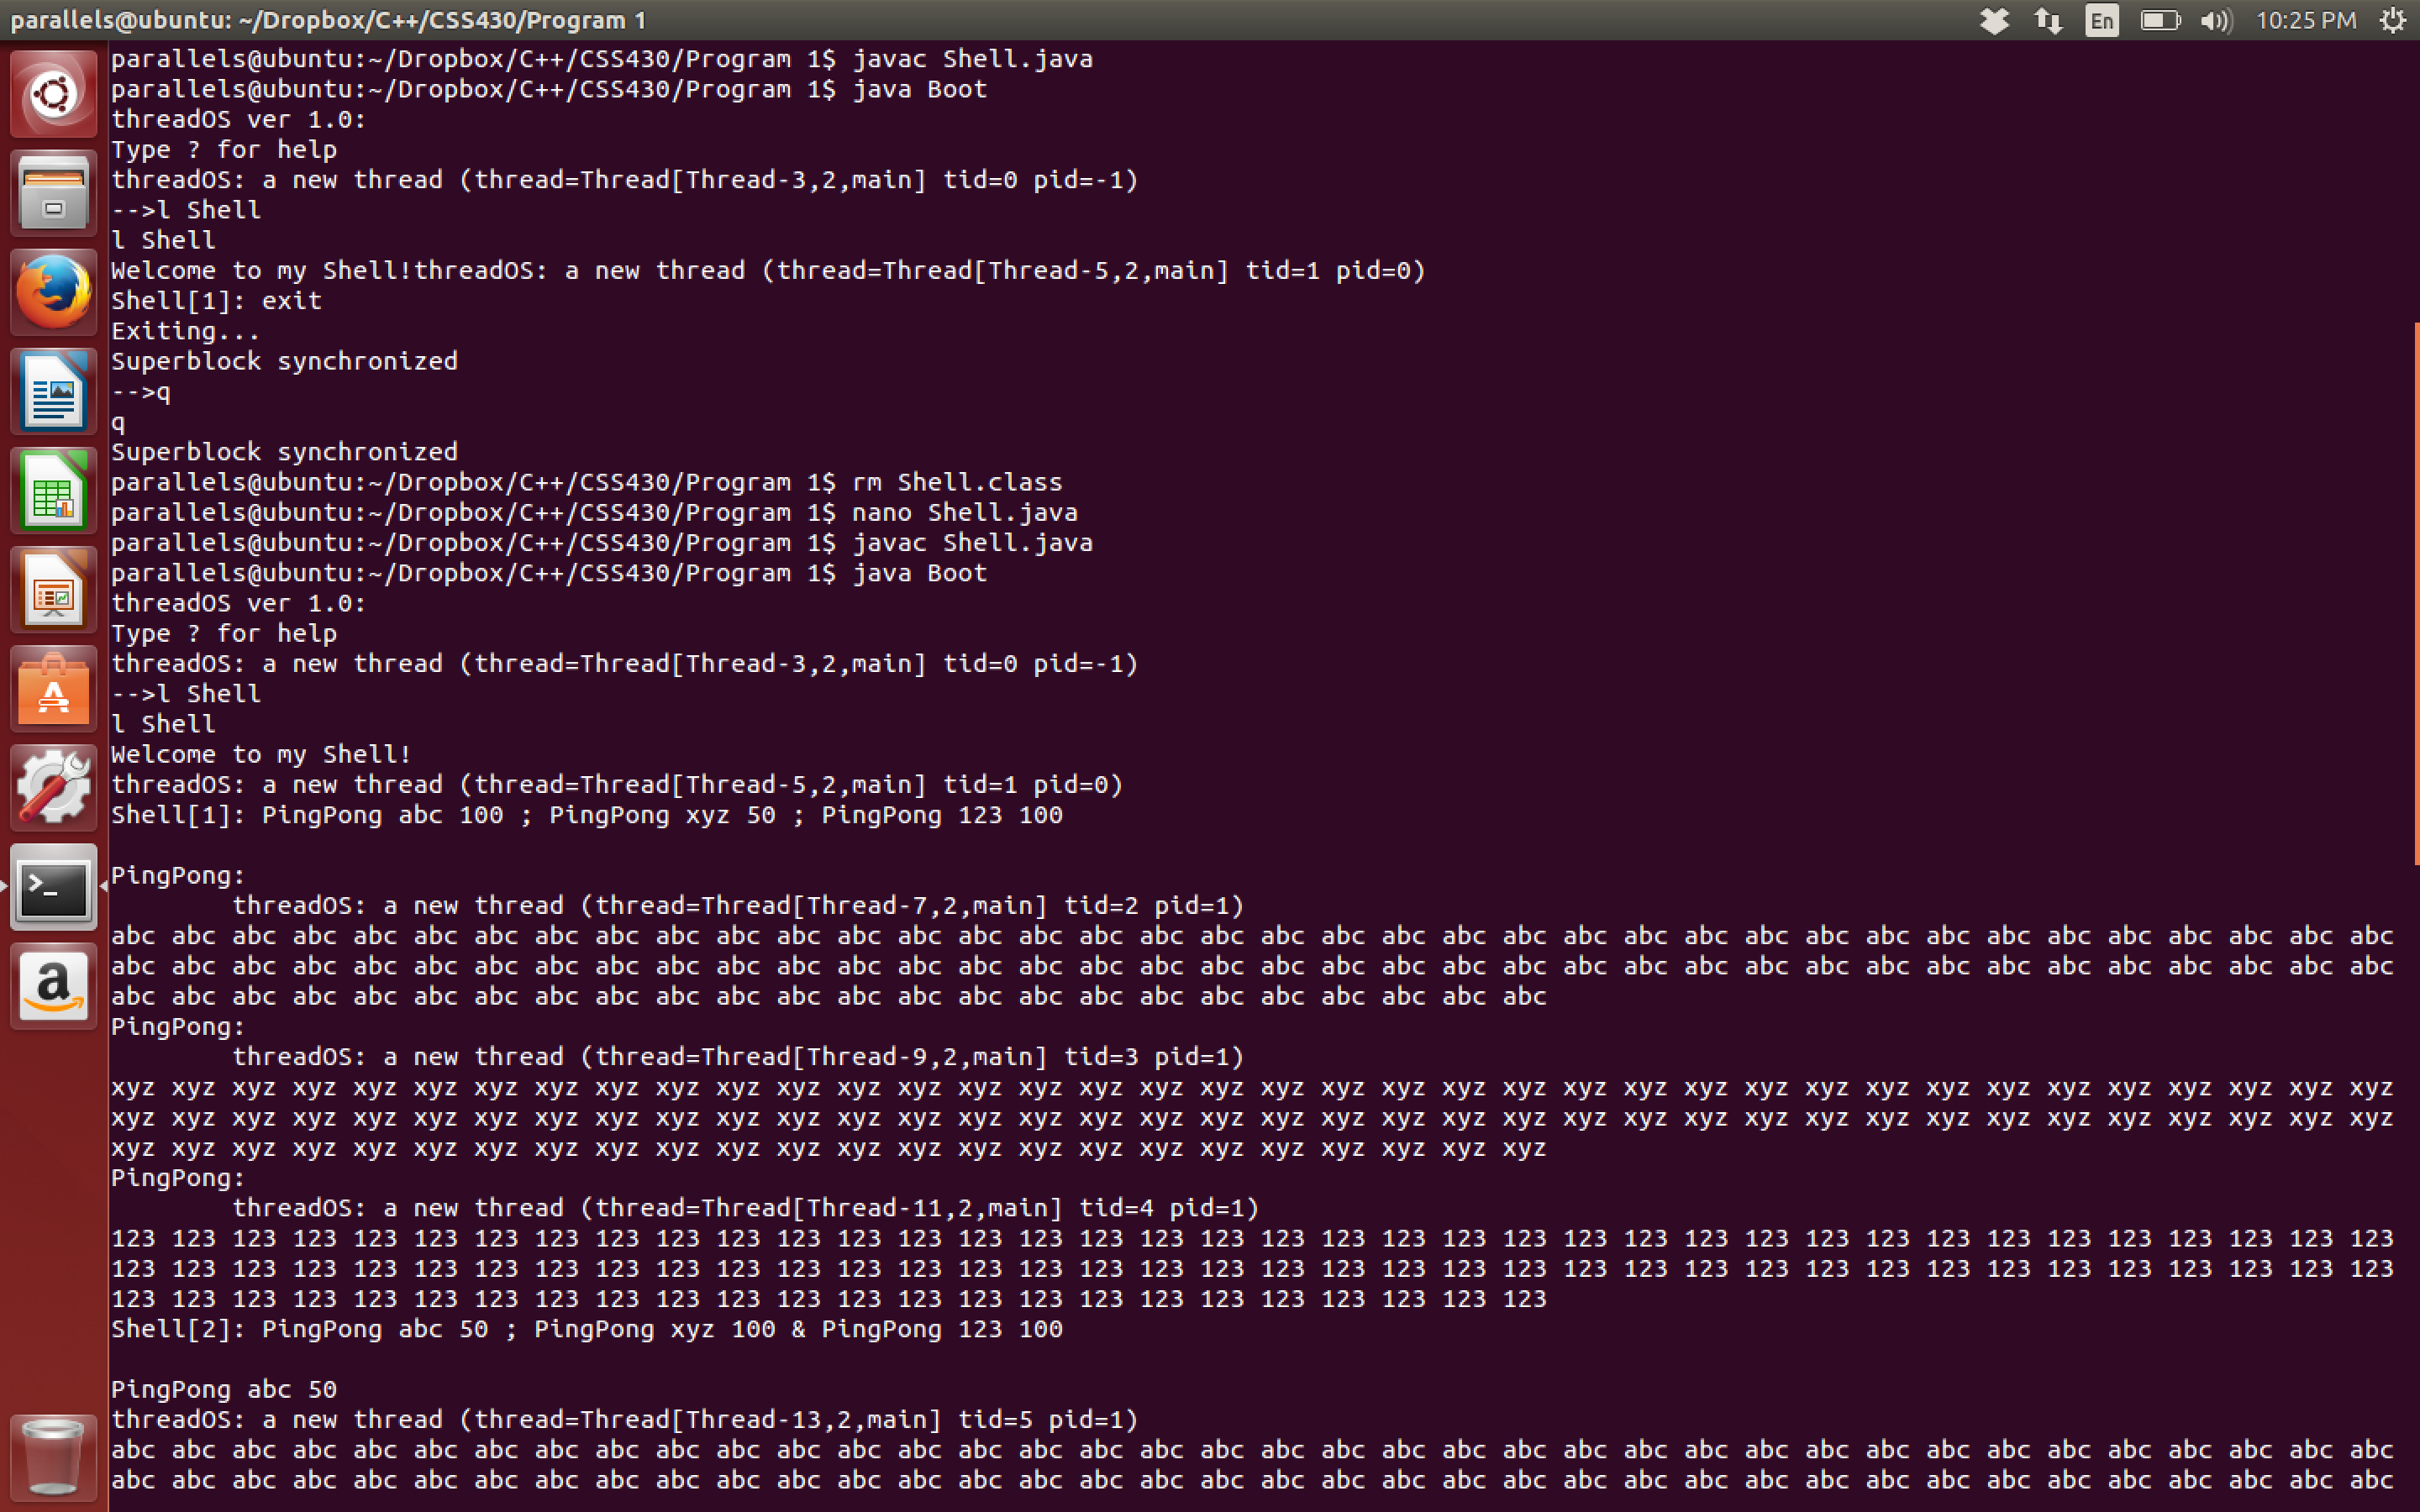 parallels@ubuntu: ~/Dropbox/C++/CSS430/Program 1 En 10:25 PM
parallels@ubuntu:~/Dropbox/C++/CSS430/Program 1$ javac Shell.java
parallels@ubuntu:~/Dropbox/C++/CSS430/Program 1$ java Boot
threadOS ver 1.0:
Type ? for help
threadOS: a new thread (thread=Thread[Thread-3,2,main] tid=0 pid=-1)
-->l Shell
l Shell
Welcome to my Shell!threadOS: a new thread (thread=Thread[Thread-5,2,main] tid=1 pid=0)
Shell[1]: exit
Exiting...
Superblock synchronized
-->q
q
Superblock synchronized
parallels@ubuntu:~/Dropbox/C++/CSS430/Program 1$ rm Shell.class
parallels@ubuntu:~/Dropbox/C++/CSS430/Program 1$ nano Shell.java
parallels@ubuntu:~/Dropbox/C++/CSS430/Program 1$ javac Shell.java
parallels@ubuntu:~/Dropbox/C++/CSS430/Program 1$ java Boot
threadOS ver 1.0:
Type ? for help
threadOS: a new thread (thread=Thread[Thread-3,2,main] tid=0 pid=-1)
-->l Shell
l Shell
Welcome to my Shell!
threadOS: a new thread (thread=Thread[Thread-5,2,main] tid=1 pid=0)
Shell[1]: PingPong abc 100 ; PingPong xyz 50 ; PingPong 123 100
PingPong:
threadOS: a new thread (thread=Thread[Thread-7,2,main] tid=2 pid=1)
abc abc abc abc abc abc abc abc abc abc abc abc abc abc abc abc abc abc abc abc abc abc abc abc abc abc abc abc abc abc abc abc abc abc abc abc abc abc
abc abc abc abc abc abc abc abc abc abc abc abc abc abc abc abc abc abc abc abc abc abc abc abc abc abc abc abc abc abc abc abc abc abc abc abc abc abc
abc abc abc abc abc abc abc abc abc abc abc abc abc abc abc abc abc abc abc abc abc abc abc abc
PingPong:
threadOS: a new thread (thread=Thread[Thread-9,2,main] tid=3 pid=1)
xyz xyz xyz xyz xyz xyz xyz xyz xyz xyz xyz xyz xyz xyz xyz xyz xyz xyz xyz xyz xyz xyz xyz xyz xyz xyz xyz xyz xyz xyz xyz xyz xyz xyz xyz xyz xyz xyz
xyz xyz xyz xyz xyz xyz xyz xyz xyz xyz xyz xyz xyz xyz xyz xyz xyz xyz xyz xyz xyz xyz xyz xyz xyz xyz xyz xyz xyz xyz xyz xyz xyz xyz xyz xyz xyz xyz
xyz xyz xyz xyz xyz xyz xyz xyz xyz xyz xyz xyz xyz xyz xyz xyz xyz xyz xyz xyz xyz xyz xyz xyz
PingPong:
threadOS: a new thread (thread=Thread[Thread-11,2,main] tid=4 pid=1)
123 123 123 123 123 123 123 123 123 123 123 123 123 123 123 123 123 123 123 123 123 123 123 123 123 123 123 123 123 123 123 123 123 123 123 123 123 123
123 123 123 123 123 123 123 123 123 123 123 123 123 123 123 123 123 123 123 123 123 123 123 123 123 123 123 123 123 123 123 123 123 123 123 123 123 123
123 123 123 123 123 123 123 123 123 123 123 123 123 123 123 123 123 123 123 123 123 123 123 123
Shell[2]: PingPong abc 50 ; PingPong xyz 100 & PingPong 123 100
PingPong abc 50
threadOS: a new thread (thread=Thread[Thread-13,2,main] tid=5 pid=1)
abc abc abc abc abc abc abc abc abc abc abc abc abc abc abc abc abc abc abc abc abc abc abc abc abc abc abc abc abc abc abc abc abc abc abc abc abc abc
abc abc abc abc abc abc abc abc abc abc abc abc abc abc abc abc abc abc abc abc abc abc abc abc abc abc abc abc abc abc abc abc abc abc abc abc abc abc